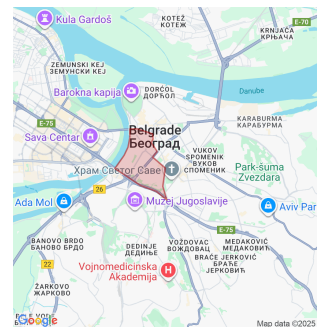 KOTEŽ
КОТЕЖ
E-70
Kula Gardoš
KRNJAČA
КРЊАЧА
ZEMUNSKI KEJ
ЗЕМУНСКИ КЕЈ
Barokna kapija
DORĆOL
ДОРЋОЛ
Danube
E-75
Sava Centar
Belgrade
Београд
KARABURMA
КАРАБУРМА
VUKOV
SPOMENIK
ВУКОВ
СПОМЕНИК
Храм Светог Саве
Park-šuma
Zvezdara
26
Ada Mol
Muzej Jugoslavije
Aviv Par
E-75
BANOVO BRDO
БАНОВО БРДО
DEDINJE
ДЕДИЊЕ
VOŽDOVAC
ВОЖДОВАЦ
MEDAKOVIĆ
МЕДАКОВИЋ
BRAĆE JERKOVIĆ
БРАЋЕ
ЈЕРКОВИЋ
22
Vojnomedicinska
Akademija
ŽARKOVO
ЖАРКОВО
Google
Map data ©2025